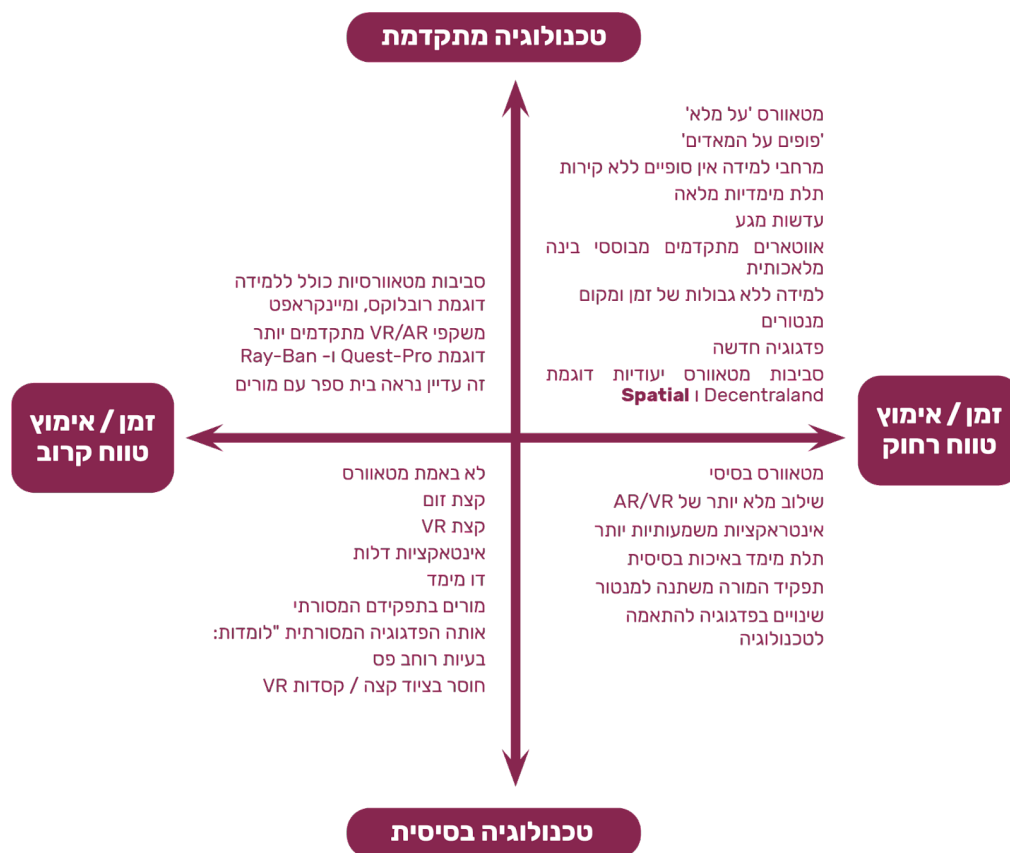 טכנולוגיה מתקדמת
מטאוורס 'על מלא'
'פופים על המאדים'
מרחבי למידה אין סופיים ללא קירות
תלת מימדיות מלאה
עדשות מגע
אווטארים מתקדמים מבוססי בינה
מלאכותית
למידה ללא גבולות של זמן ומקום
מנטורים
פדגוגיה חדשה
סביבות מטאוורס יעודיות דוגמת
Decentraland ו Spatial
סביבות מטאוורסיות כולל ללמידה
דוגמת רובלוקס, ומיינקראפט
משקפי VR/AR מתקדמים יותר
דוגמת Quest-Pro ו- Ray-Ban
זה עדיין נראה בית ספר עם מורים
זמן / אימוץ
טווח רחוק
זמן / אימוץ
טווח קרוב
מטאוורס בסיסי
שילוב מלא יותר של AR/VR
אינטראקציות משמעותיות יותר
תלת מימד באיכות בסיסית
תפקיד המורה משתנה למנטור
שינויים בפדגוגיה להתאמה
לטכנולוגיה
לא באמת מטאוורס
קצת זום
קצת VR
אינטאקציות דלות
דו מימד
מורים בתפקידם המסורתי
אותה הפדגוגיה המסורתית "לומדות:
בעיות רוחב פס
חוסר בציוד קצה / קסדות VR
טכנולוגיה בסיסית